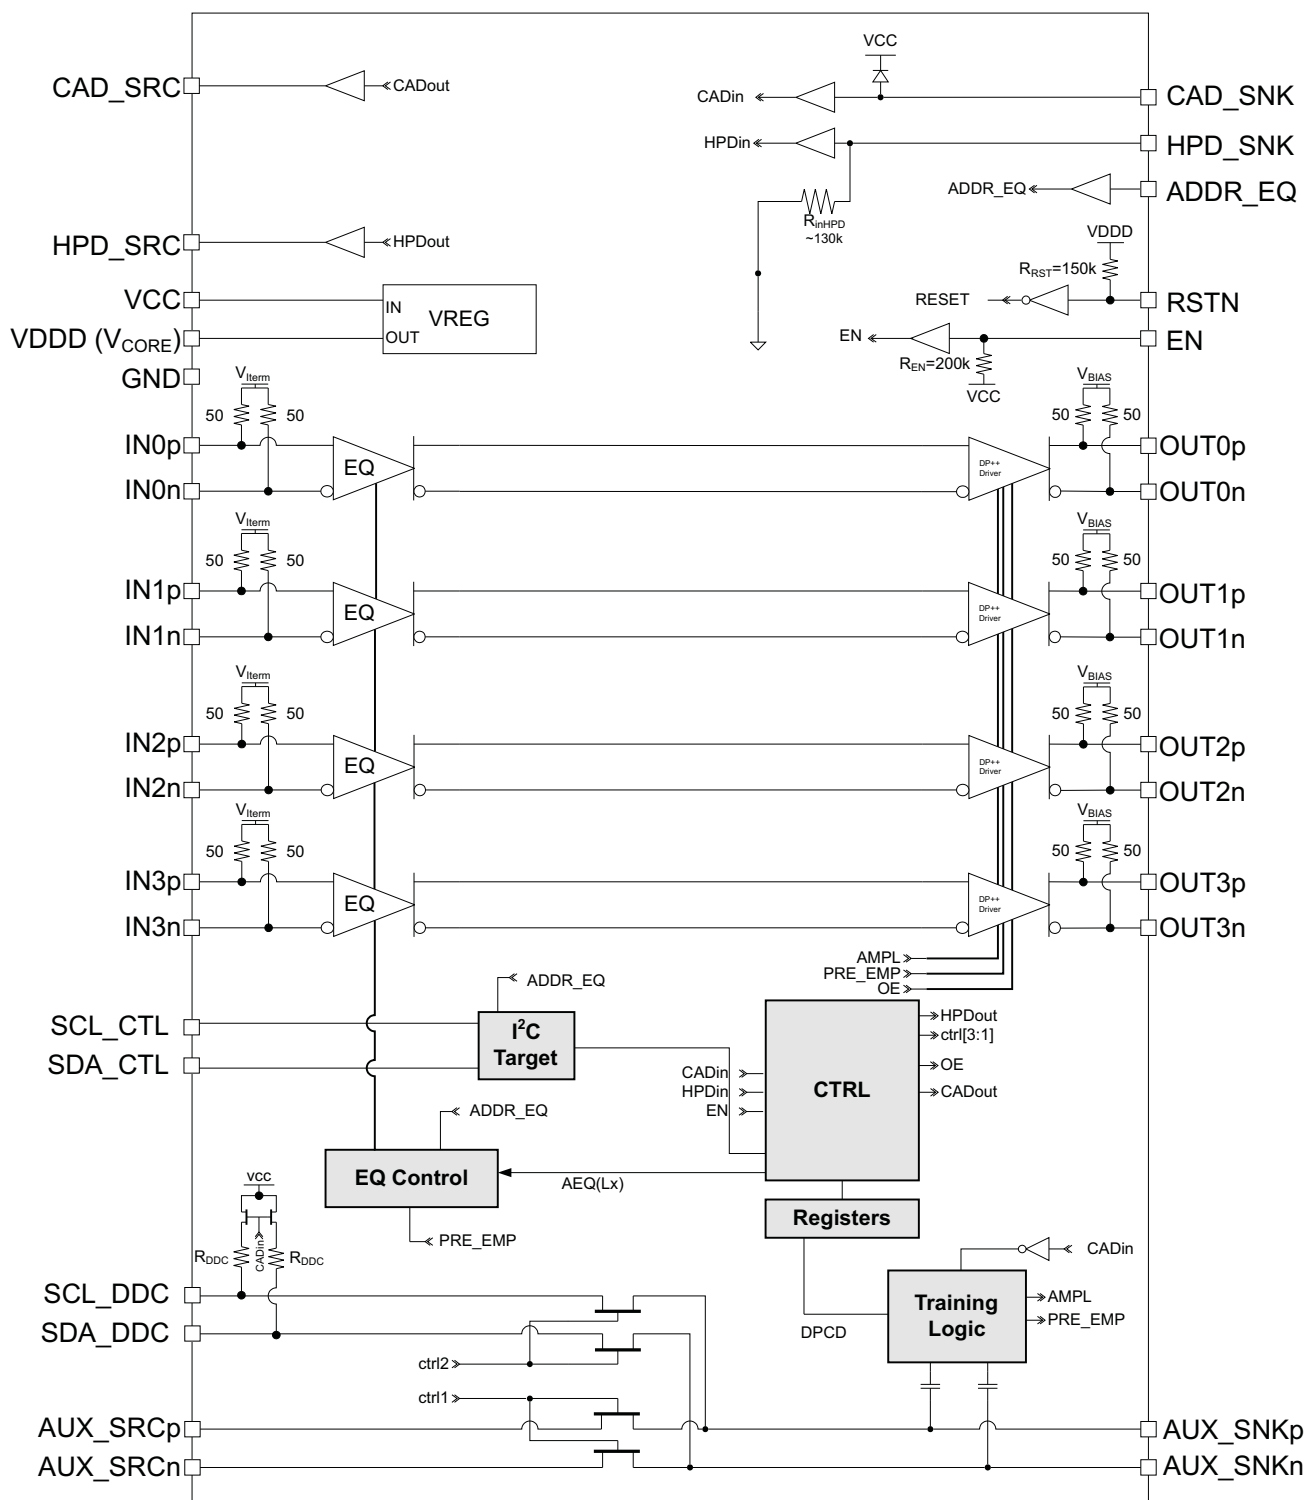 VCC
CAD_SRC
CADout
CADin
CAD_SNK
HPDin
HPD_SNK
ADDR_EQ
ADDR_EQ
RinHPD
~130k
HPD_SRC
HPDout
VDDD
RRST=150k
VCC
IN
VREG
RESET
RSTN
VDDD (VCORE)
OUT
EN
EN
REN=200k
VCC
GND
VIterm
VBIAS
50
50
50
50
IN0p
EQ
DP++
Driver
OUT0p
IN0n
OUT0n
VIterm
VBIAS
50
50
50
50
IN1p
EQ
DP++
Driver
OUT1p
IN1n
OUT1n
VIterm
VBIAS
50
50
50
50
IN2p
EQ
DP++
Driver
OUT2p
IN2n
OUT2n
VIterm
VBIAS
50
50
50
50
IN3p
EQ
DP++
Driver
OUT3p
IN3n
OUT3n
AMPL
PRE_EMP
OE
ADDR_EQ
SCL_CTL
I2C
Target
SDA_CTL
HPDout
ctrl[3:1]
OE
CADout
CADin
HPDin
EN
CTRL
ADDR_EQ
EQ Control
AEQ(Lx)
PRE_EMP
Registers
vcc
RDDC
CADin
RDDC
CADin
SCL_DDC
SDA_DDC
Training
Logic
AMPL
PRE_EMP
DPCD
ctrl2
ctrl1
AUX_SRCp
AUX_SNKp
AUX_SRCn
AUX_SNKn